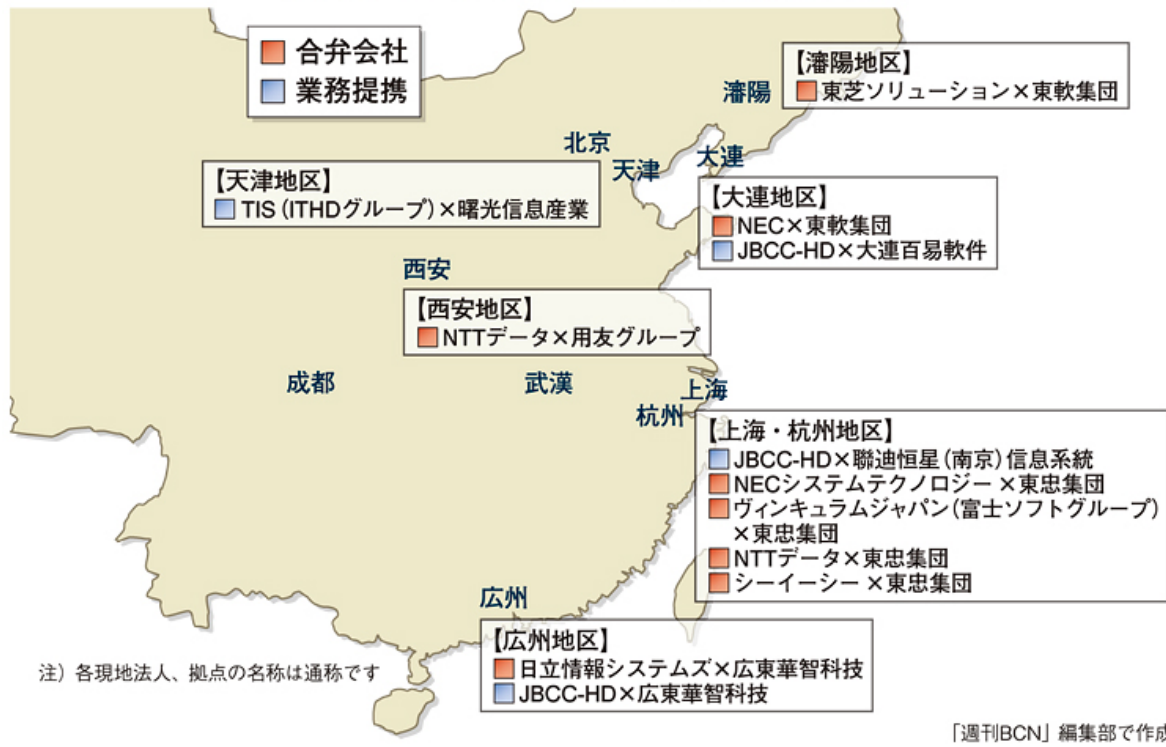 合弁会社
業務提携
【瀋陽地区】
東芝ソリューション×東軟集団
瀋陽
北京
天津
大連
【天津地区】
TIS(ITHDグループ)×曙光信息産業
【大連地区】
NEC×東軟集団
JBCC-HD×大連百易軟件
西安
【西安地区】
NTTデータ×用友グループ
成都
武漢
上海
杭州
【上海・杭州地区】
JBCC-HD×聯迪恒星(南京)信息系統
NECシステムテクノロジー×東忠集団
ヴィンキュラムジャパン(富士ソフトグループ)
×東忠集団
NTTデータ×東忠集団
シーイーシー×東忠集団
広州
【広州地区】
日立情報システムズ×広東華智科技
JBCC-HD×広東華智科技
注)各現地法人、拠点の名称は通称です
「週刊BCN」編集部で作成